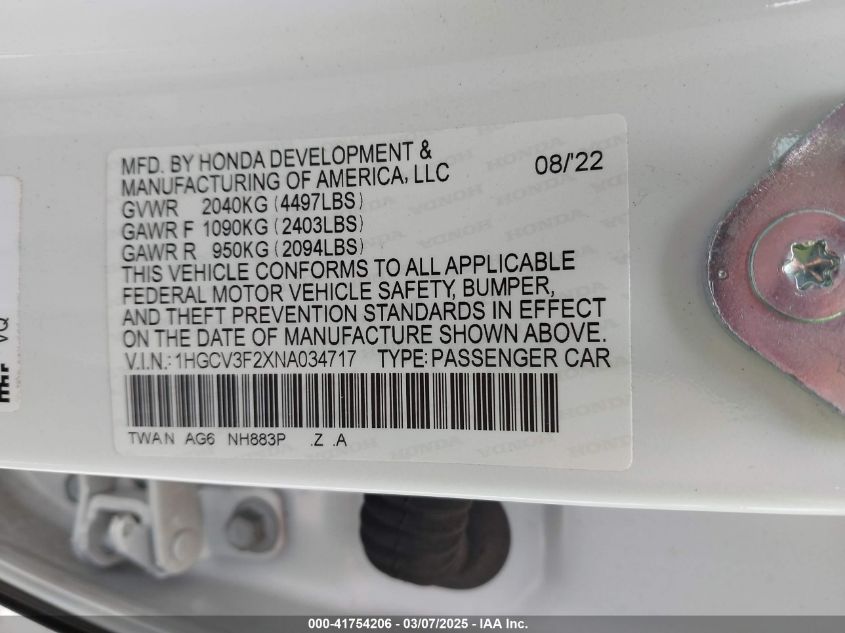 MFD. BY HONDA DEVELOPMENT &
MANUFACTURING OF AMERICA, LLC 08/'22
GVWR 2040KG (4497LBS)
GAWR F 1090KG (2403LBS)
GAWR R 950KG (2094LBS)
THIS VEHICLE CONFORMS TO ALL APPLICABLE
FEDERAL MOTOR VEHICLE SAFETY, BUMPER,
AND THEFT PREVENTION STANDARDS IN EFFECT
ON THE DATE OF MANUFACTURE SHOWN ABOVE.
V.I.N.: 1HGCV3F2XNA034717 TYPE: PASSENGER CAR
TWAN AG6 NH883P .Z .A
VQ
000-41754206 - 03/07/2025 - IAA Inc.